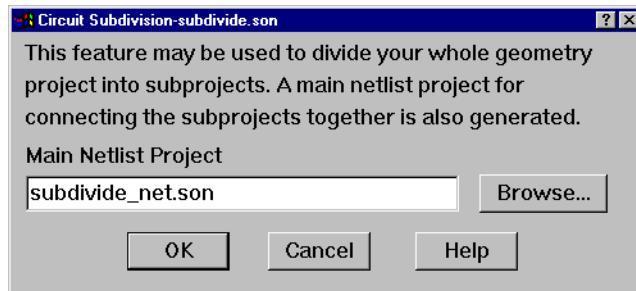 Circuit Subdivision-subdivide.son
This feature may be used to divide your whole geometry
project into subprojects. A main netlist project for
connecting the subprojects together is also generated.
Main Netlist Project
subdivide_net.son Browse...
OK Cancel Help